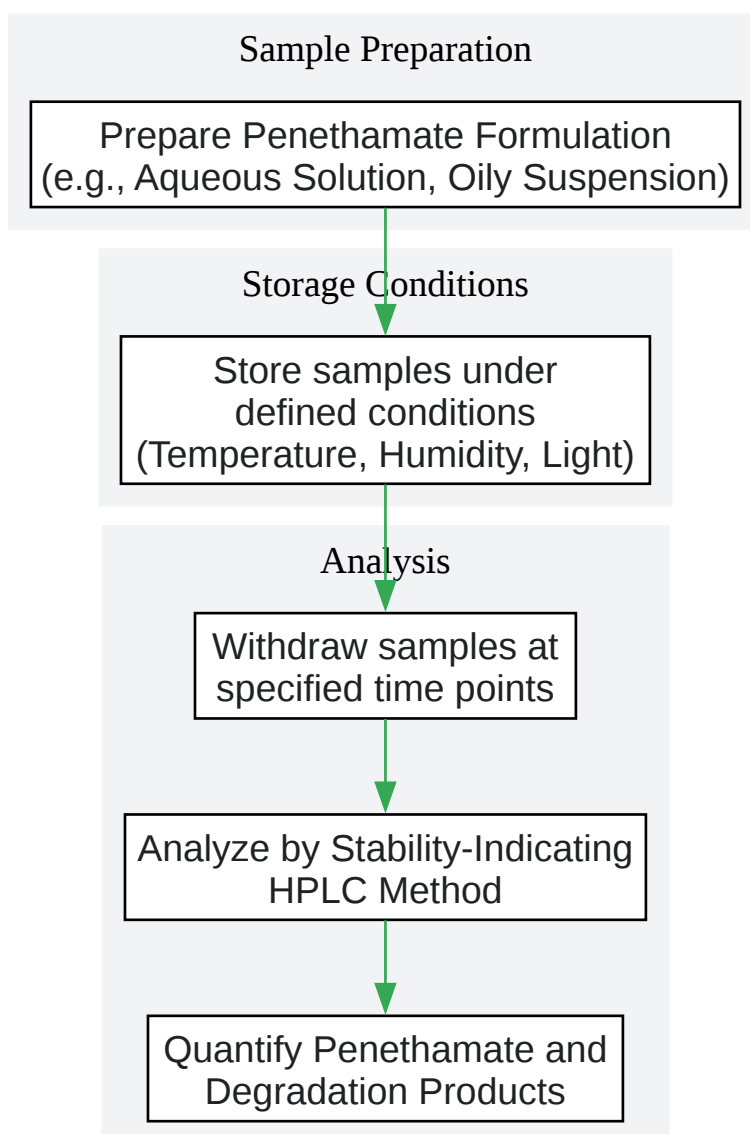 Sample Preparation
Prepare Penethamate Formulation
(e.g., Aqueous Solution, Oily Suspension)
Storage Conditions
Store samples under
defined conditions
(Temperature, Humidity, Light)
Analysis
Withdraw samples at
specified time points
Analyze by Stability-Indicating
HPLC Method
Quantify Penethamate and
Degradation Products